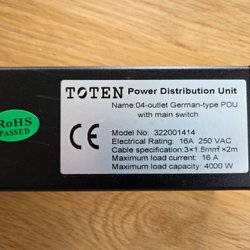 RoHS
PASSED
TOTEN Power Distribution Unit
Name:04-outlet German-type PDU
with main switch
Model No: 322001414
Electrical Rating: 16A 250 VAC
Cable specification:3×1.5mm² ×2m
Maximum load current: 16 A
Maximum load capacity: 4000 W